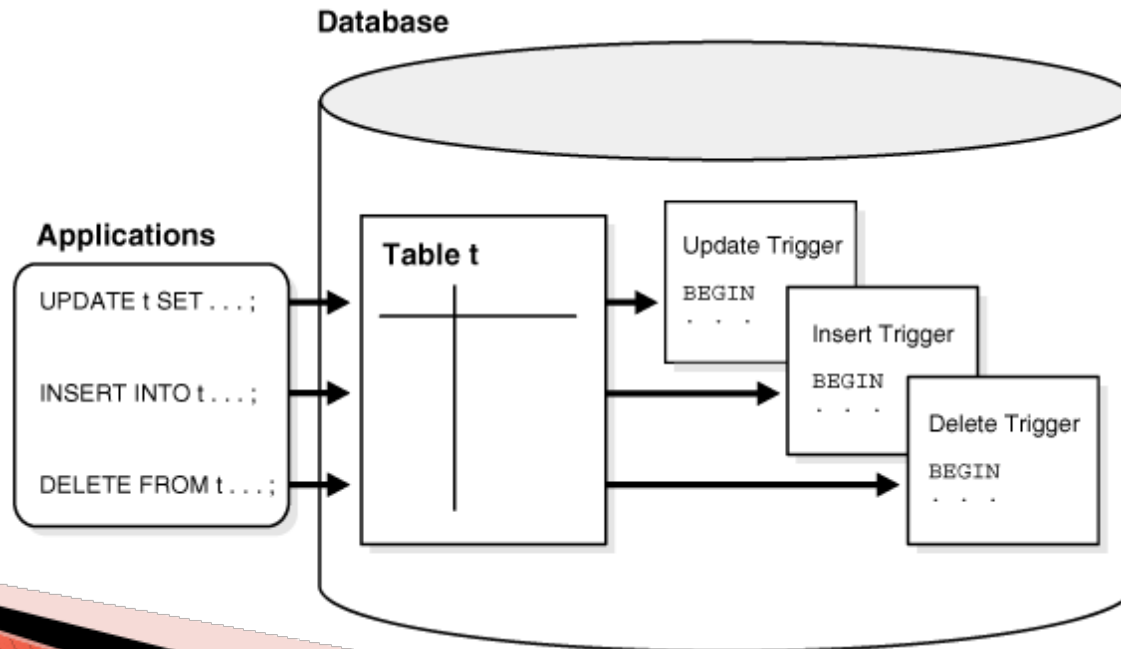 Database
Applications
UPDATE t SET . . . ;
INSERT INTO t . . . ;
DELETE FROM t . . . ;
Table t
Update Trigger
BEGIN
. . .
Insert Trigger
BEGIN
. . .
Delete Trigger
BEGIN
. . .